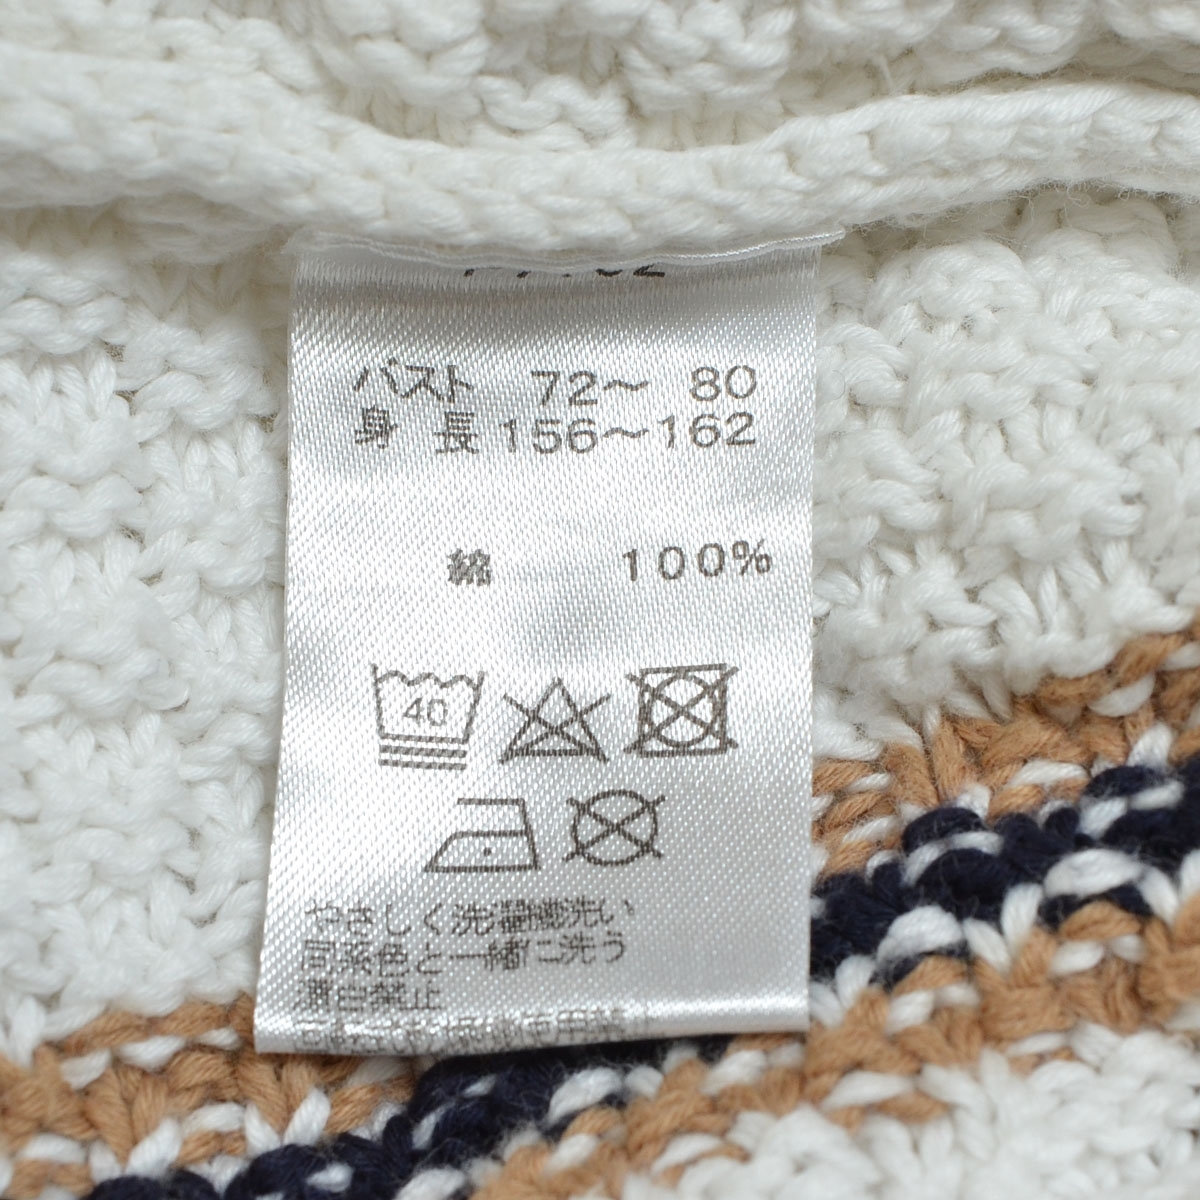 バスト 72～ 80
身 長 156～162
綿 100%
40
やさしく洗濯機洗い
同系色と一緒に洗う
漂白禁止